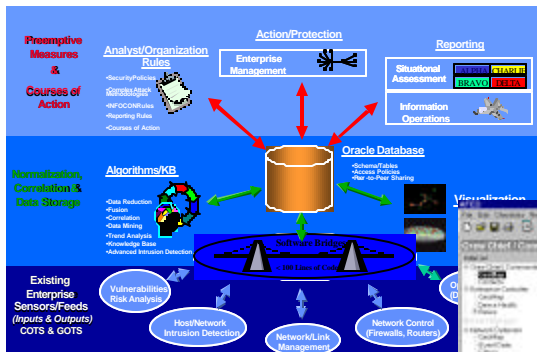 Preemptive
Measures
&
Courses of
Action
Analyst/Organization
Rules
•SecurityPolicies
•Complex Attack
Methodologies
•INFOCONRules
•Reporting Rules
•Courses of Action
Action/Protection
Enterprise
Management
Reporting
Situational
Assessment
ALPHA
CHARLIE
BRAVO
DELTA
Information
Operations
Normalization,
Correlation &
Data Storage
Algorithms/KB
•Data Reduction
•Fusion
•Correlation
•Data Mining
•Trend Analysis
•Knowledge Base
•Advanced Intrusion Detection
Oracle Database
•Schema/Tables
•Access Policies
•Peer-to-Peer Sharing
Visualization
Software Bridges
Existing
Enterprise
Sensors/Feeds
(Inputs & Outputs)
COTS & GOTS
Vulnerabilities
Risk Analysis
Host/Network
Intrusion Detection
Network/Link
Management
Network Control
(Firewalls, Routers)
Op
(D